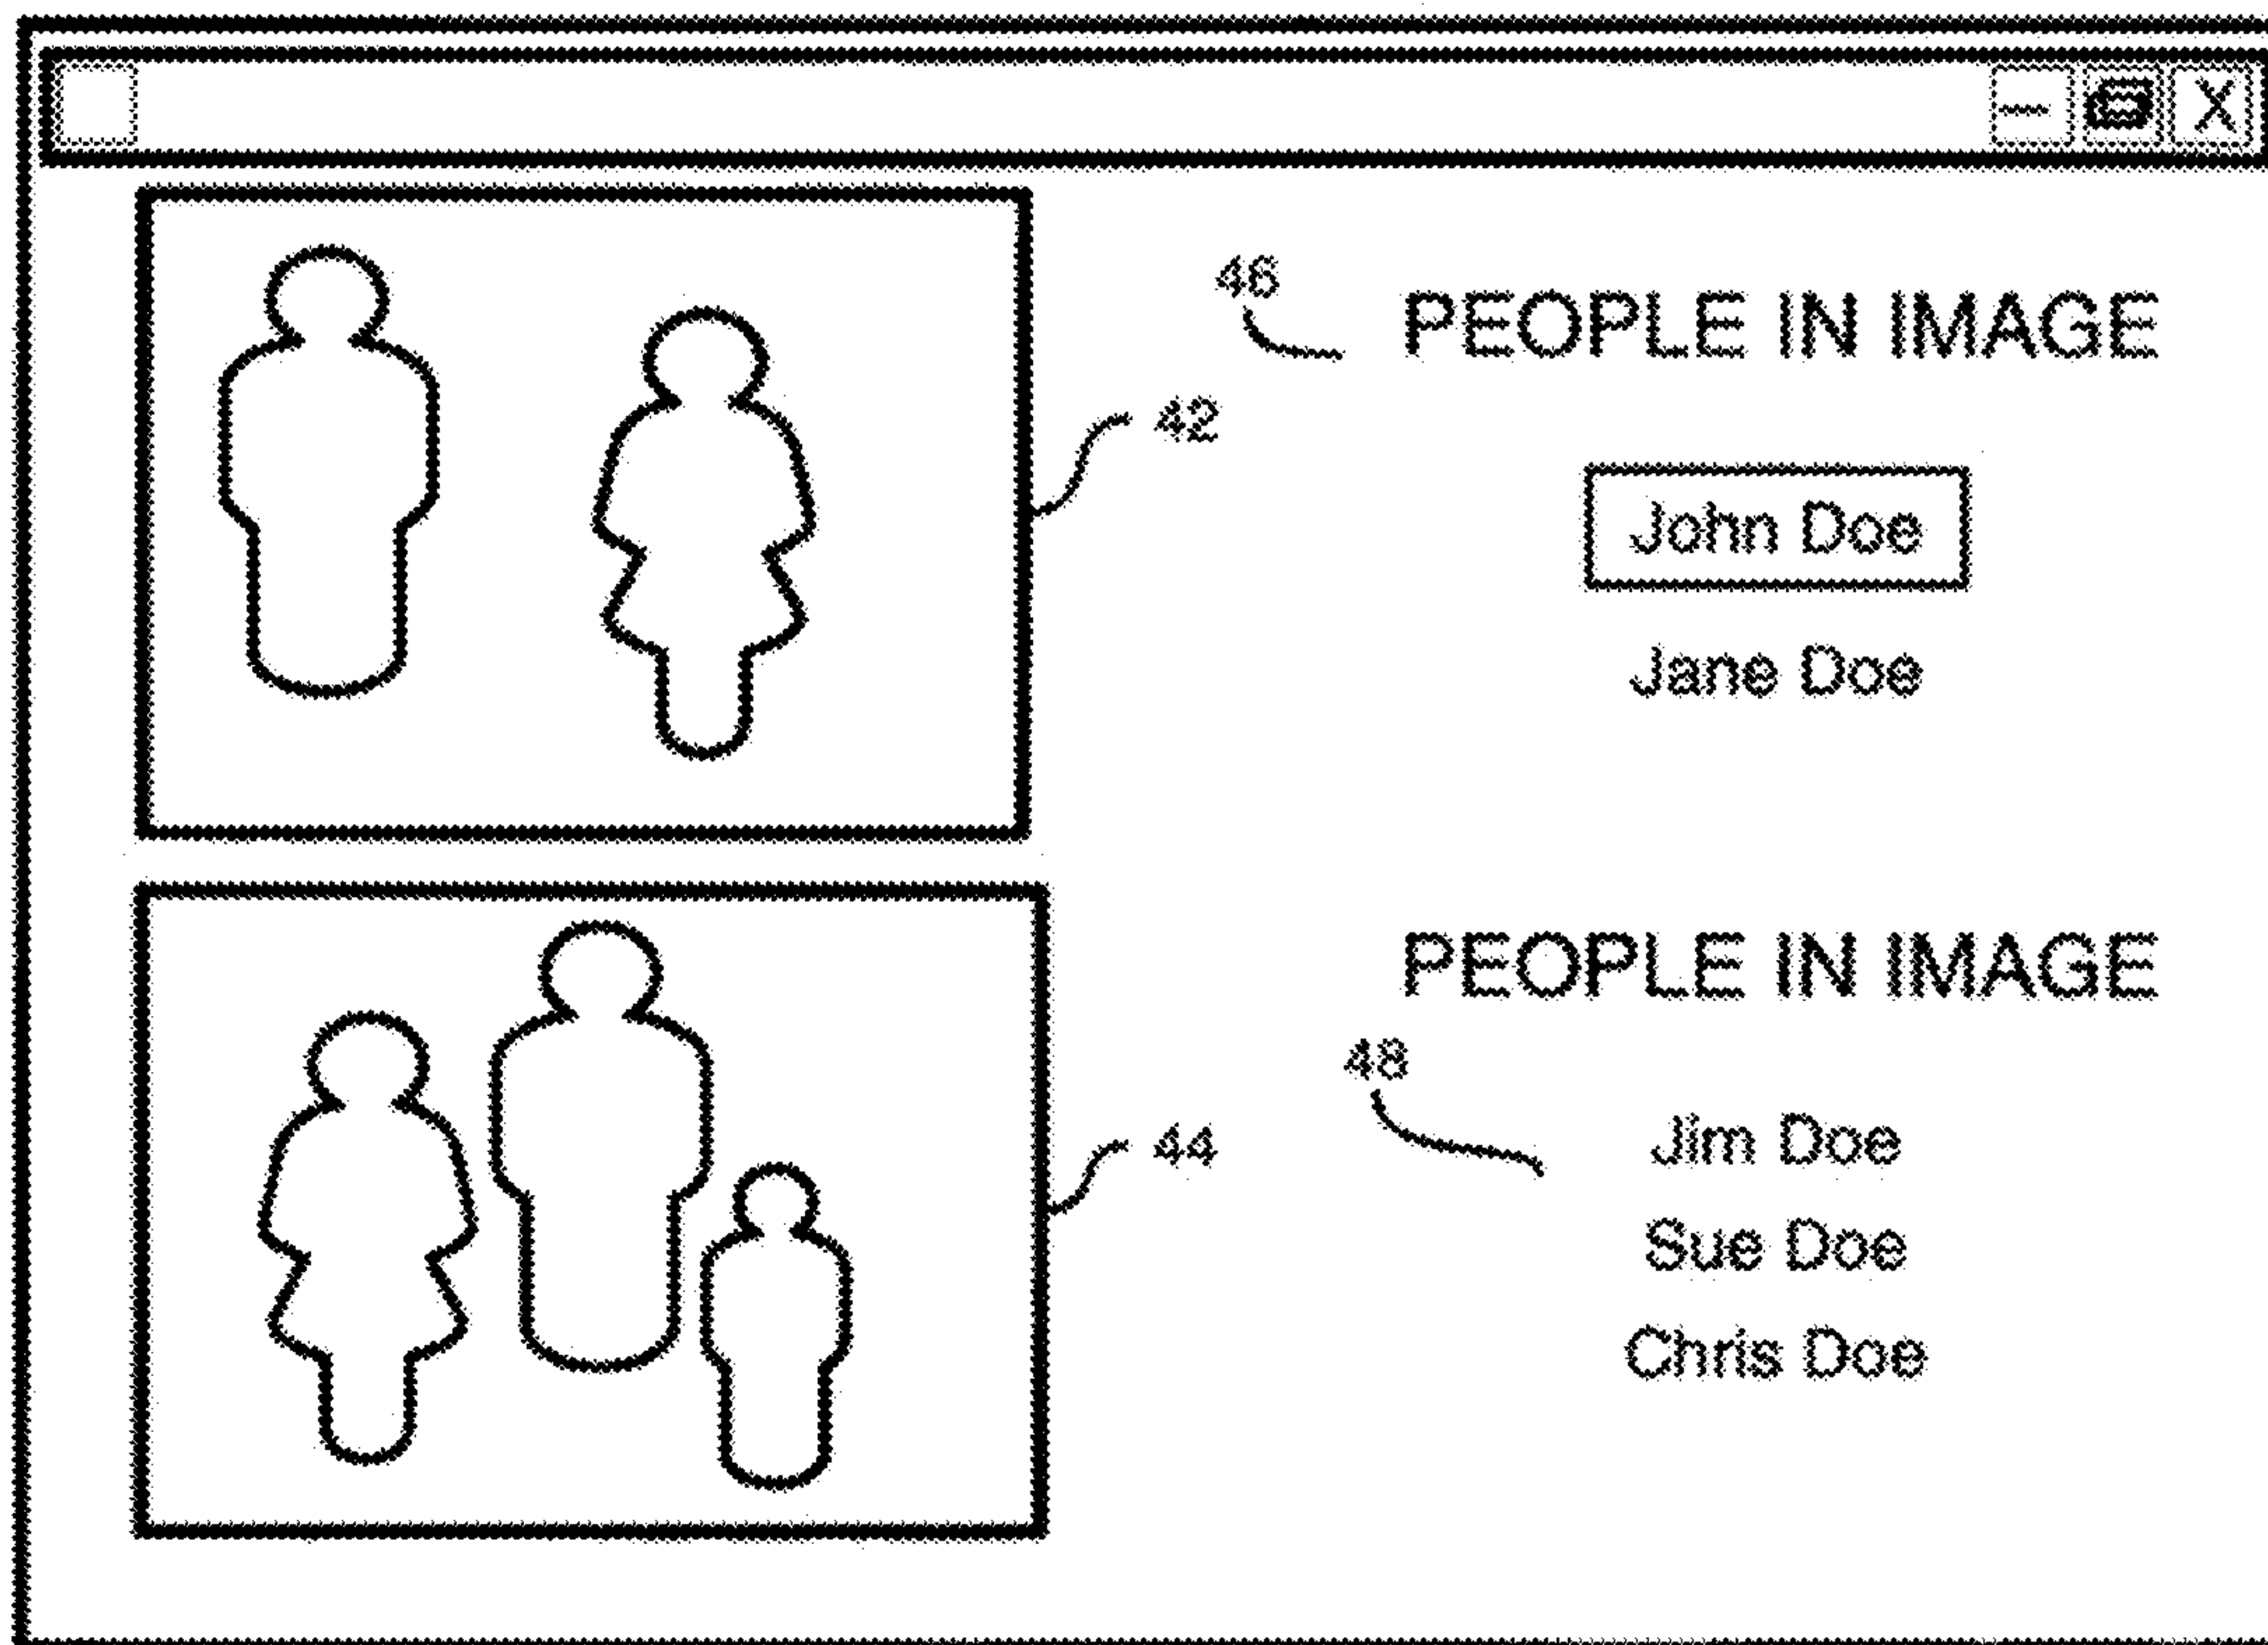 X
46
PEOPLE IN IMAGE
42
John Doe
Jane Doe
PEOPLE IN IMAGE
48
44
Jim Doe
Sue Doe
Chris Doe